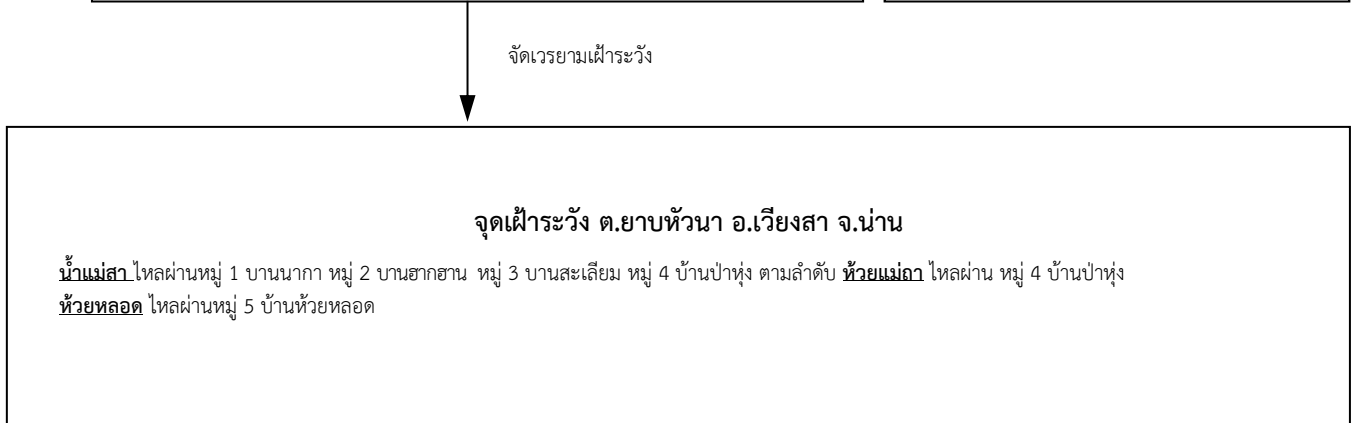 จัดเวรยามเฝ้าระวัง
จุดเฝ้าระวัง ต.ยาบหัวนา อ.เวียงสา จ.น่าน
น้ำแม่สา ไหลผ่านหมู่ 1 บานนากา หมู่ 2 บานฮากฮาน หมู่ 3 บานสะเลียม หมู่ 4 บ้านป่าหุ่ง ตามลำดับ ห้วยแม่ถา ไหลผ่าน หมู่ 4 บ้านป่าหุ่ง
ห้วยหลอด ไหลผ่านหมู่ 5 บ้านห้วยหลอด